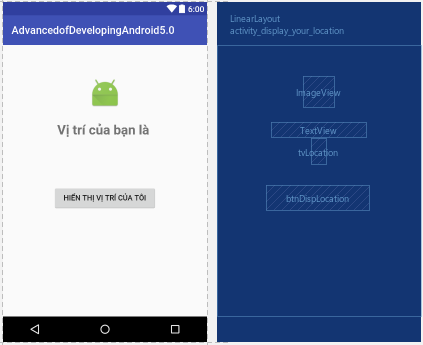 6:00
AdvancedofDevelopingAndroid5.0
Vị trí của bạn là
HIỂN THỊ VỊ TRÍ CỦA TÔI
LinearLayout
activity_display_your_location
ImageView
TextView
tvLocation
btnDispLocation